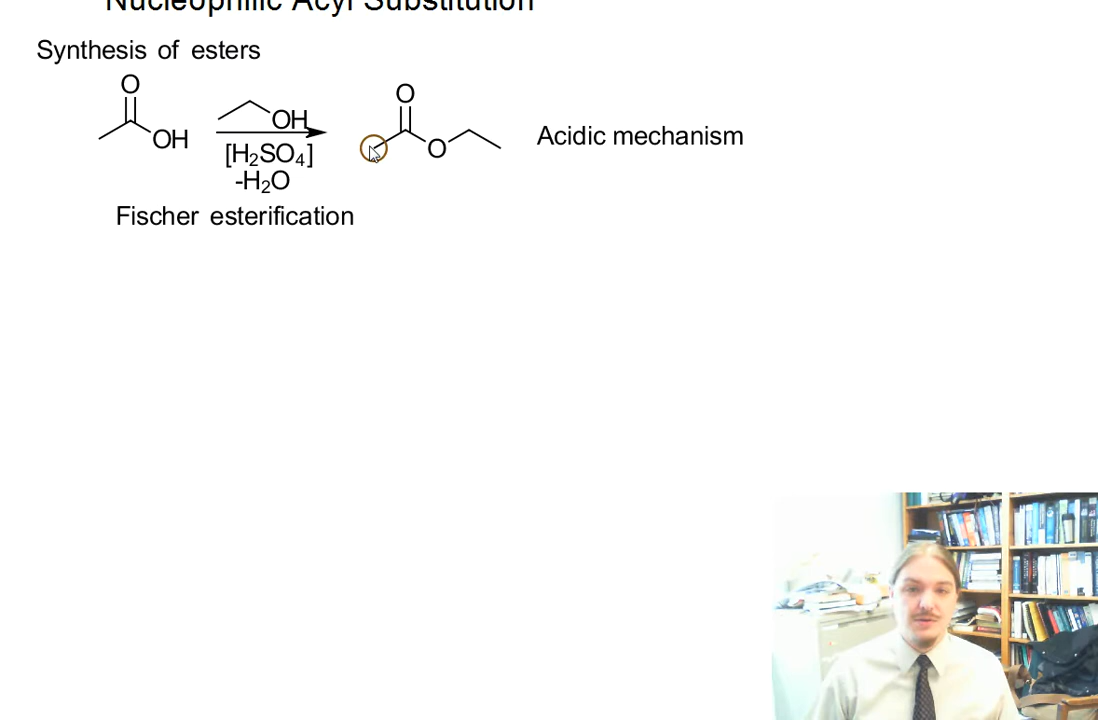 Nucleophilic Acyl Substitution
Synthesis of esters
O
OH
OH
[H₂SO₄]
-H₂O
O
O
Acidic mechanism
Fischer esterification